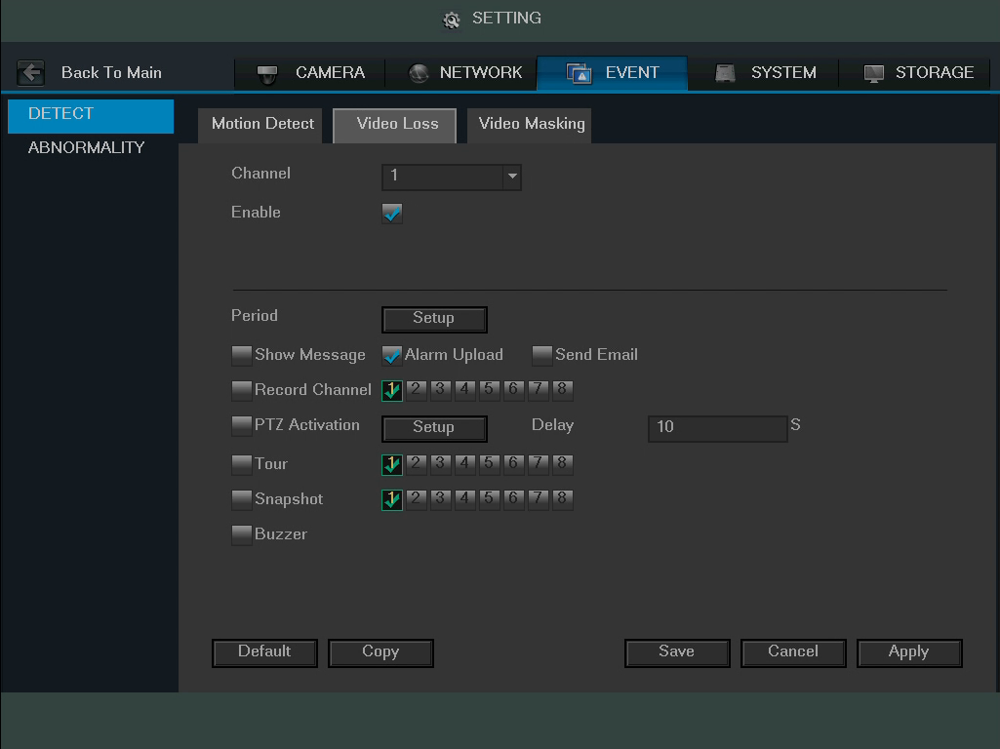 SETTING
Back To Main CAMERA NETWORK EVENT SYSTEM STORAGE
DETECT
ABNORMALITY
Motion Detect Video Loss Video Masking
Channel 1
Enable
Period Setup
Show Message Alarm Upload Send Email
Record Channel 1 2 3 4 5 6 7 8
PTZ Activation Setup Delay 10 S
Tour 1 2 3 4 5 6 7 8
Snapshot 1 2 3 4 5 6 7 8
Buzzer
Default Copy Save Cancel Apply